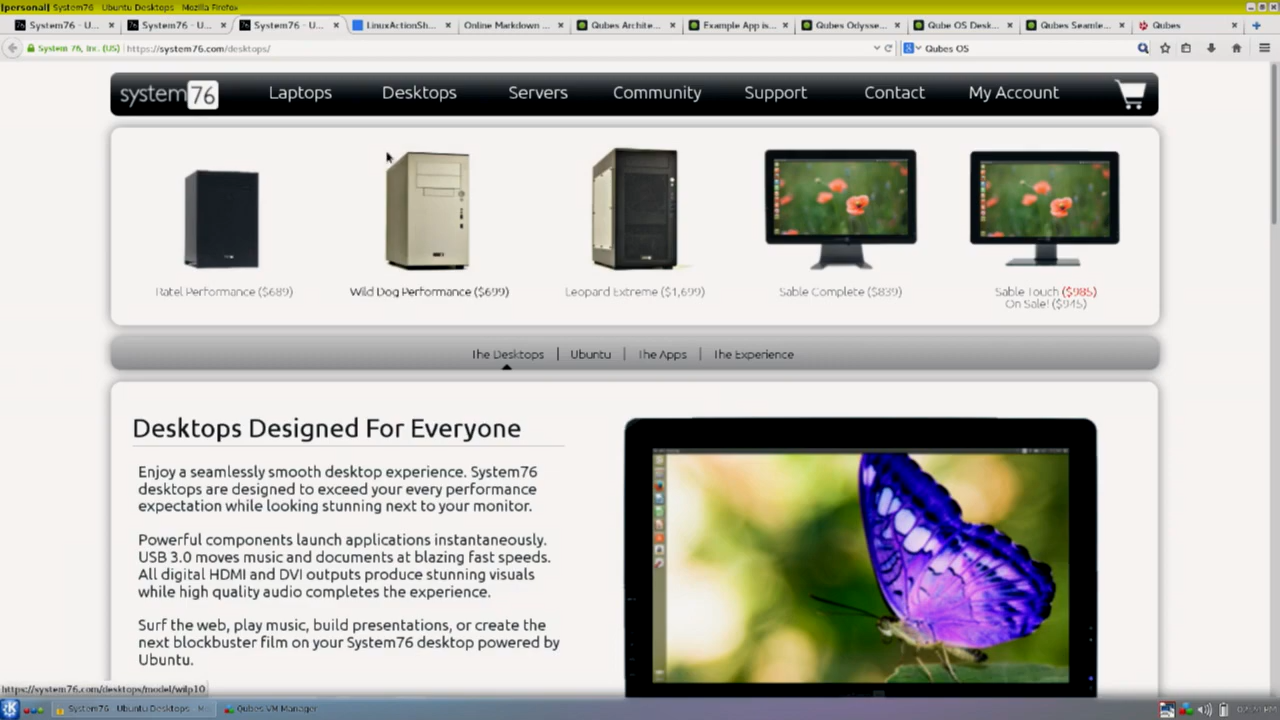 [personal] System76 - Ubuntu Desktops - Mozilla Firefox
System76 - U...
System76 - U...
System76 - U...
LinuxActionSh...
Online Markdown ...
Qubes Archite...
Example App is...
Qubes Odysse...
Qube OS Desk...
Qubes Seamle...
Qubes
System 76, Inc. (US)
https://system76.com/desktops/
Qubes OS
system76
Laptops
Desktops
Servers
Community
Support
Contact
My Account
Ratel Performance ($689)
Wild Dog Performance ($699)
Leopard Extreme ($1,699)
Sable Complete ($839)
Sable Touch ($985)
On Sale! ($945)
The Desktops | Ubuntu | The Apps | The Experience
Desktops Designed For Everyone
Enjoy a seamlessly smooth desktop experience. System76
desktops are designed to exceed your every performance
expectation while looking stunning next to your monitor.
Powerful components launch applications instantaneously.
USB 3.0 moves music and documents at blazing fast speeds.
All digital HDMI and DVI outputs produce stunning visuals
while high quality audio completes the experience.
Surf the web, play music, build presentations, or create the
next blockbuster film on your System76 desktop powered by
Ubuntu.
https://system76.com/desktops/model/wilp10
System76 - Ubuntu Desktops - M...
Qubes VM Manager